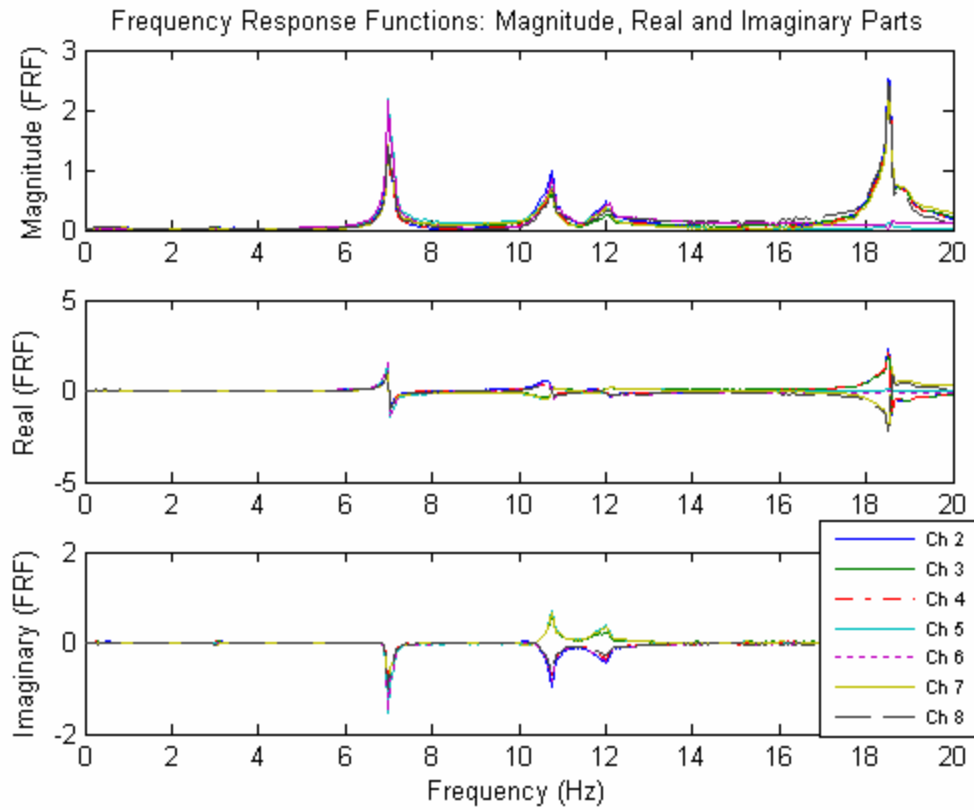 Frequency Response Functions: Magnitude, Real and Imaginary Parts
Magnitude (FRF)
3
2
1
0
0 2 4 6 8 10 12 14 16 18 20
Real (FRF)
5
0
-5
0 2 4 6 8 10 12 14 16 18 20
Imaginary (FRF)
2
0
-2
0 2 4 6 8 10 12 14 16 18 20
Frequency (Hz)
Ch 2
Ch 3
Ch 4
Ch 5
Ch 6
Ch 7
Ch 8